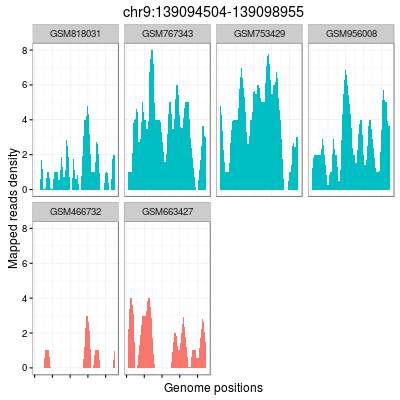 chr9:139094504-139098955
GSM818031 GSM767343 GSM753429 GSM956008
8
6
4
2
0
GSM466732 GSM663427
8
6
4
2
0
Mapped reads density
Genome positions